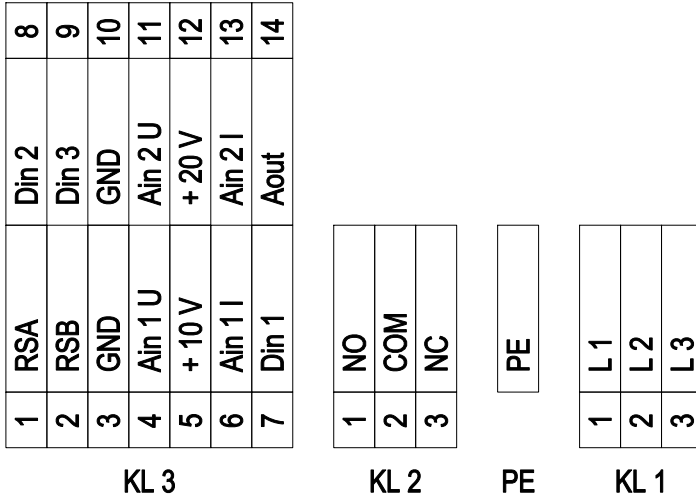 8 9 10 11 12 13 14
Din 2
Din 3
GND
Ain 2 U
+ 20 V
Ain 2 I
Aout
RSA
RSB
GND
Ain 1 U
+ 10 V
Ain 1 I
Din 1
1 2 3 4 5 6 7
KL 3
NO
COM
NC
1 2 3
KL 2
PE
PE
L 1
L 2
L 3
1 2 3
KL 1